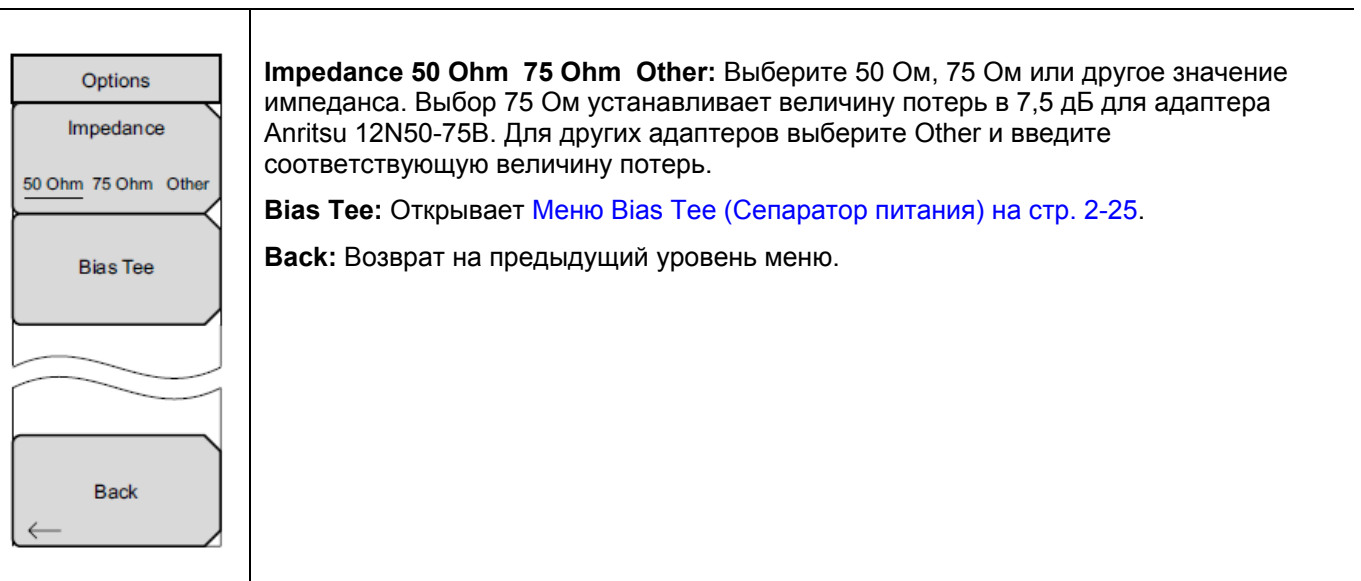 Options
Impedance
50 Ohm 75 Ohm Other
Bias Tee
Back
Impedance 50 Ohm 75 Ohm Other: Выберите 50 Ом, 75 Ом или другое значение
импеданса. Выбор 75 Ом устанавливает величину потерь в 7,5 дБ для адаптера
Anritsu 12N50-75B. Для других адаптеров выберите Other и введите
соответствующую величину потерь.
Bias Tee: Открывает Меню Bias Tee (Сепаратор питания) на стр. 2-25.
Back: Возврат на предыдущий уровень меню.